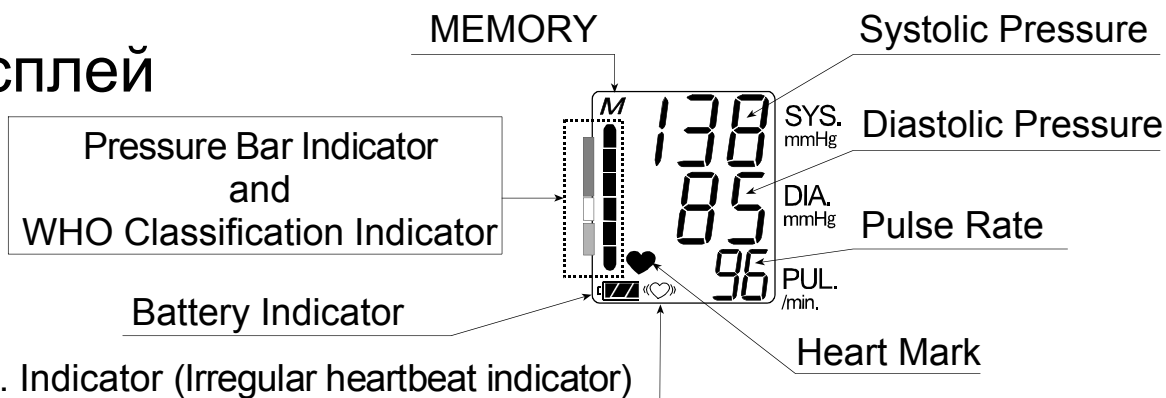 MEMORY
Systolic Pressure
сплей
Pressure Bar Indicator
and
WHO Classification Indicator
M
138
SYS.
mmHg
Diastolic Pressure
85
DIA.
mmHg
Pulse Rate
96
PUL.
/min.
Battery Indicator
Heart Mark
. Indicator (Irregular heartbeat indicator)